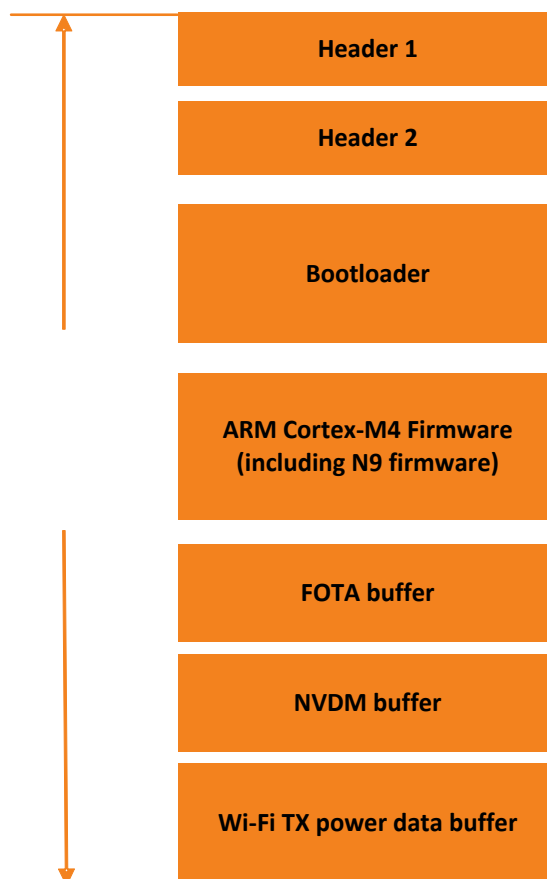 Header 1
Header 2
Bootloader
ARM Cortex-M4 Firmware
(including N9 firmware)
FOTA buffer
NVDM buffer
Wi-Fi TX power data buffer